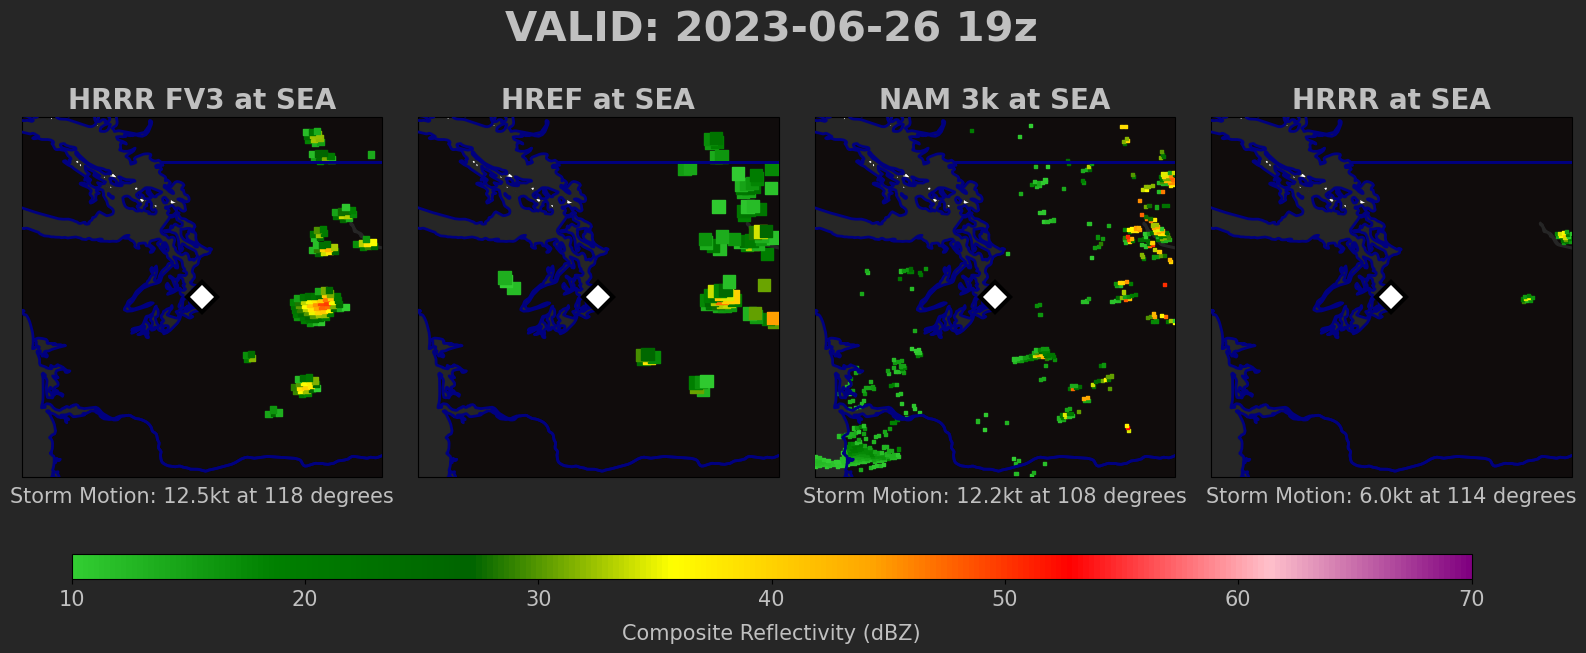 VALID: 2023-06-26 19z
HRRR FV3 at SEA
HREF at SEA
NAM 3k at SEA
HRRR at SEA
Storm Motion: 12.5kt at 118 degrees
Storm Motion: 12.2kt at 108 degrees
Storm Motion: 6.0kt at 114 degrees
10 20 30 40 50 60 70
Composite Reflectivity (dBZ)